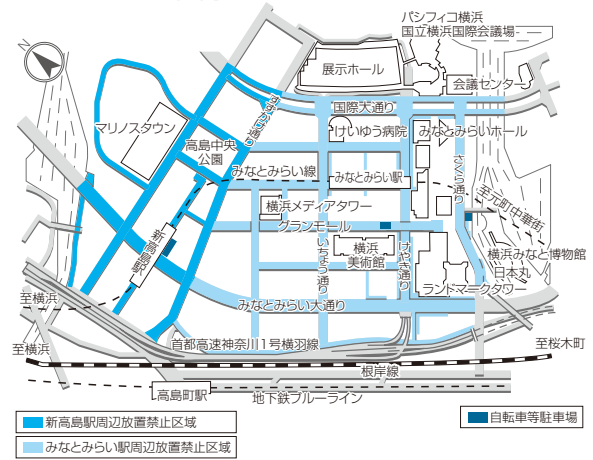 パシフィコ横浜
国立横浜国際会議場
N
展示ホール
会議センター
国際大通り
すずかけ通り
マリノスタウン
けいゆう病院
みなとみらいホール
高島中央
公園
さくら通り
みなとみらい線
みなとみらい駅
至元町中華街
横浜メディアタワー
グランモール
新高島駅
いちょう通り
横浜
美術館
けやき通り
横浜みなと博物館
日本丸
ランドマークタワー
至横浜
みなとみらい大通り
至横浜
首都高速神奈川1号横羽線
至桜木町
根岸線
高島町駅
地下鉄ブルーライン
新高島駅周辺放置禁止区域
自転車等駐車場
みなとみらい駅周辺放置禁止区域